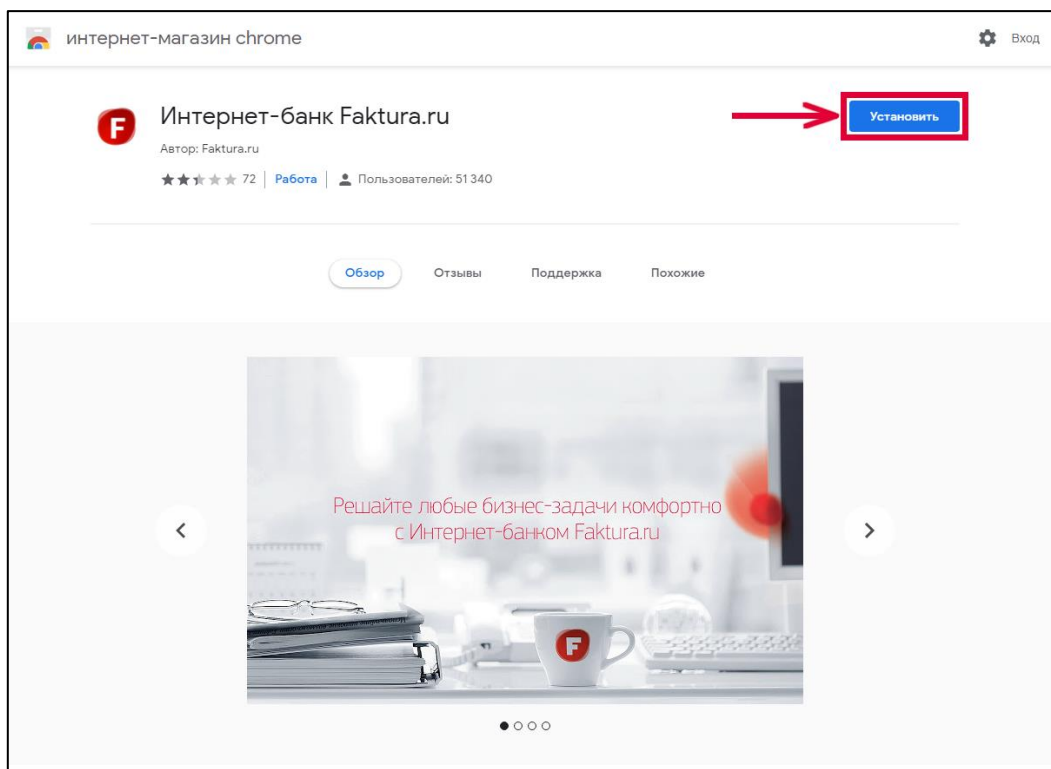 интернет-магазин chrome
Вход
Интернет-банк Faktura.ru
Установить
Автор: Faktura.ru
72 Работа Пользователей: 51 340
Обзор Отзывы Поддержка Похожие
Решайте любые бизнес-задачи комфортно
с Интернет-банком Faktura.ru
F